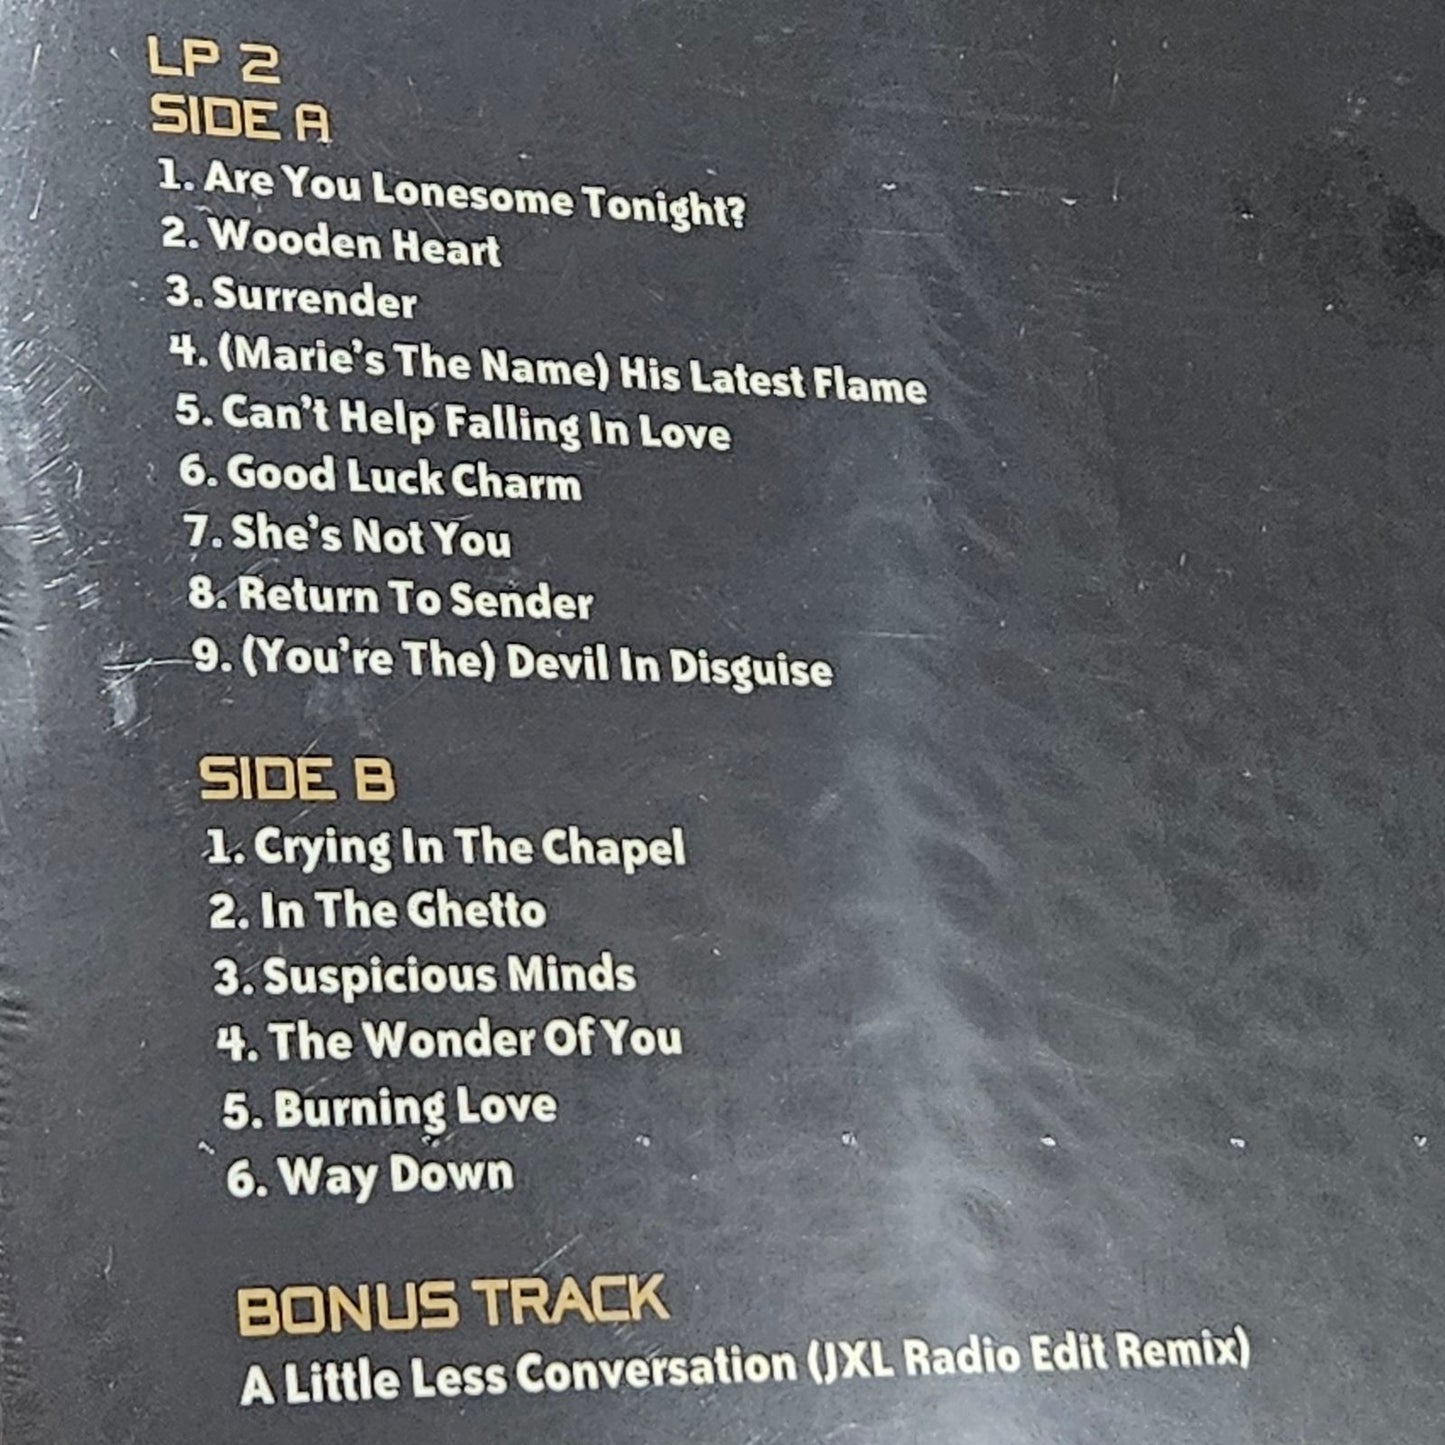 LP 2
SIDE A
1. Are You Lonesome Tonight?
2. Wooden Heart
3. Surrender
4. (Marie's The Name) His Latest Flame
5. Can't Help Falling In Love
6. Good Luck Charm
7. She's Not You
8. Return To Sender
9. (You're The) Devil In Disguise
SIDE B
1. Crying In The Chapel
2. In The Ghetto
3. Suspicious Minds
4. The Wonder Of You
5. Burning Love
6. Way Down
BONUS TRACK
A Little Less Conversation (JXL Radio Edit Remix)